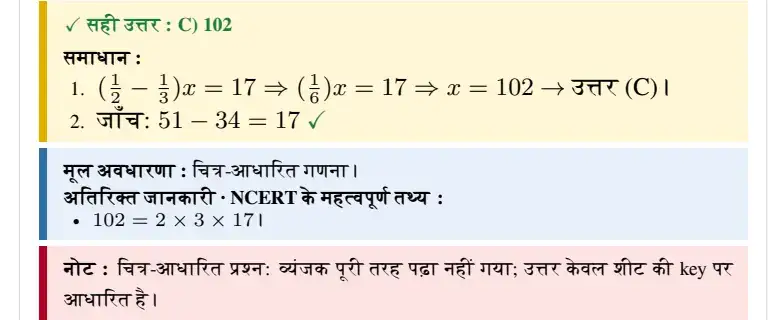 ✓ सही उत्तर : C) 102
समाधान :
1. (1/2 − 1/3)x = 17 ⇒ (1/6)x = 17 ⇒ x = 102 → उत्तर (C)।
2. जाँच: 51 − 34 = 17 ✓
मूल अवधारणा : चित्र-आधारित गणना।
अतिरिक्त जानकारी · NCERT के महत्वपूर्ण तथ्य :
• 102 = 2 × 3 × 17।
नोट : चित्र-आधारित प्रश्न: व्यंजक पूरी तरह पढ़ा नहीं गया; उत्तर केवल शीट की key पर
आधारित है।